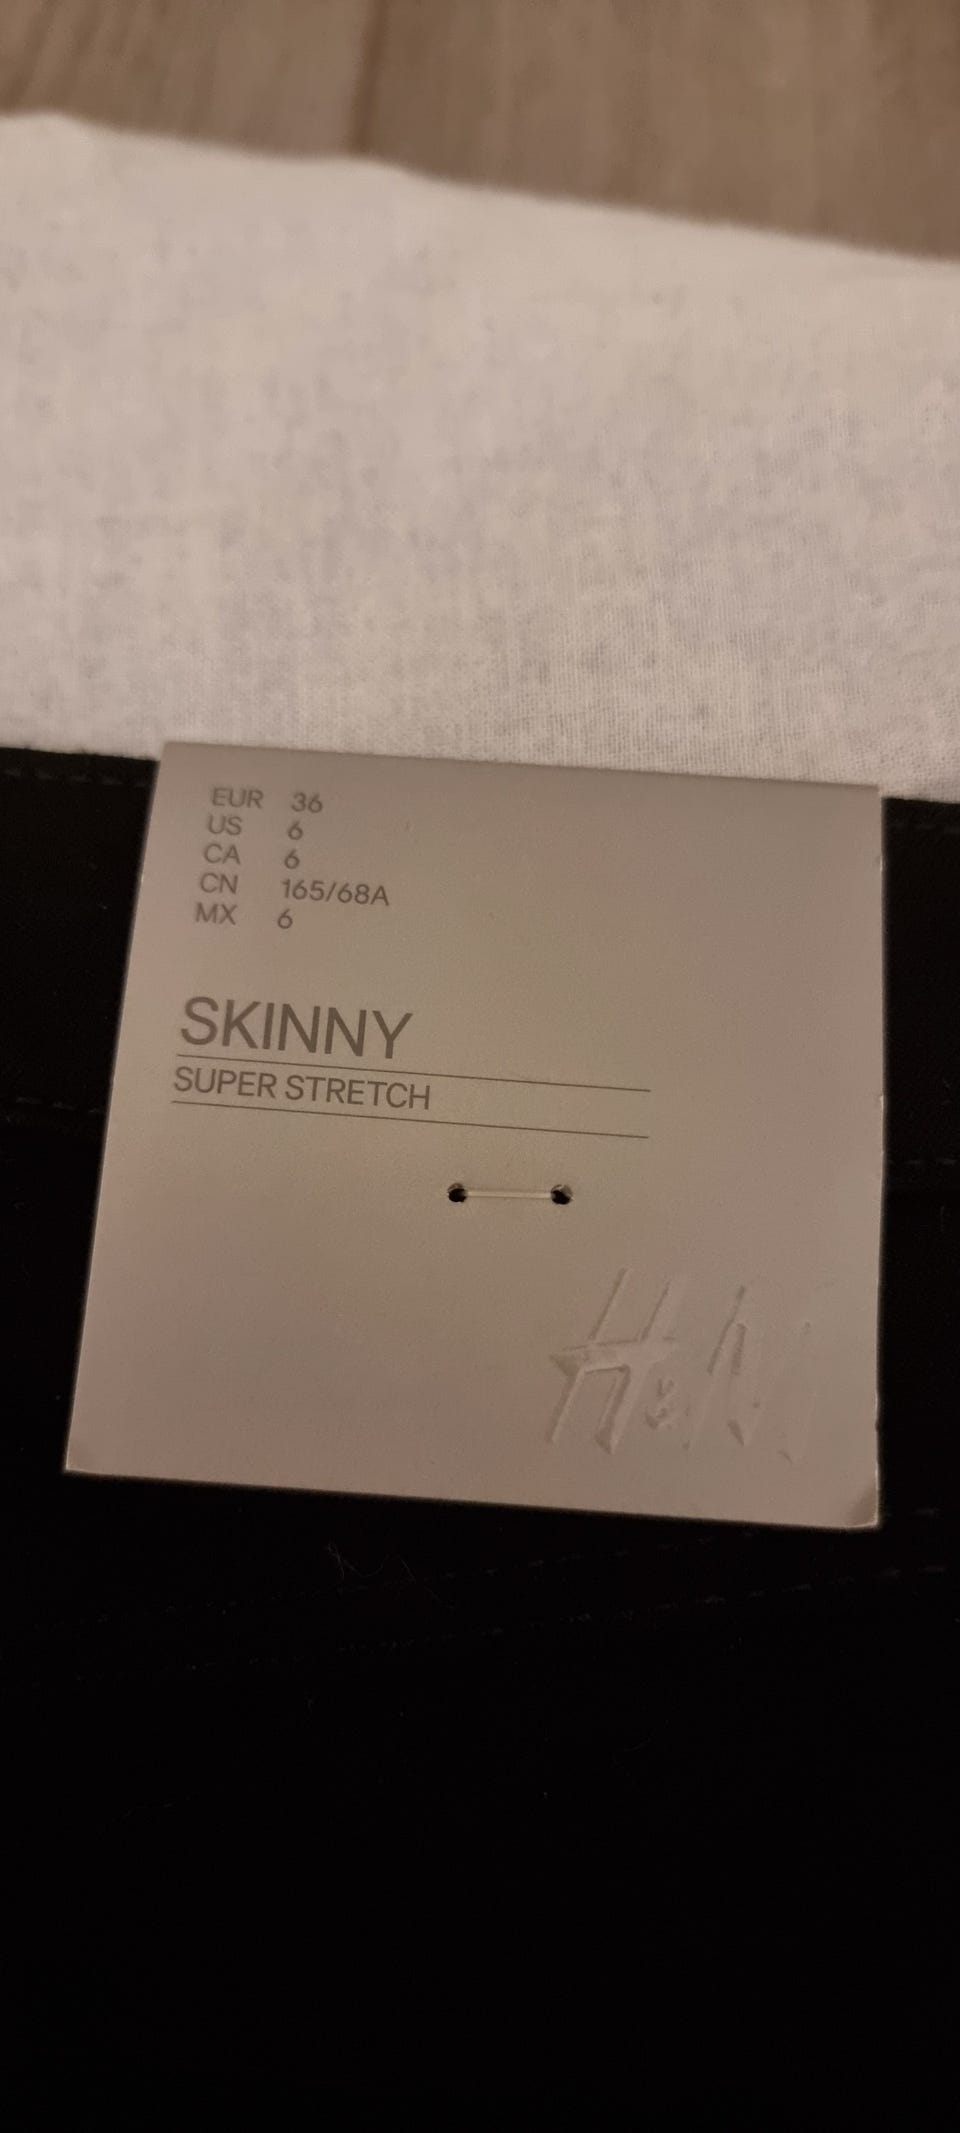 EUR 36
US 6
CA 6
CN 165/68A
MX 6
SKINNY
SUPER STRETCH
H&M